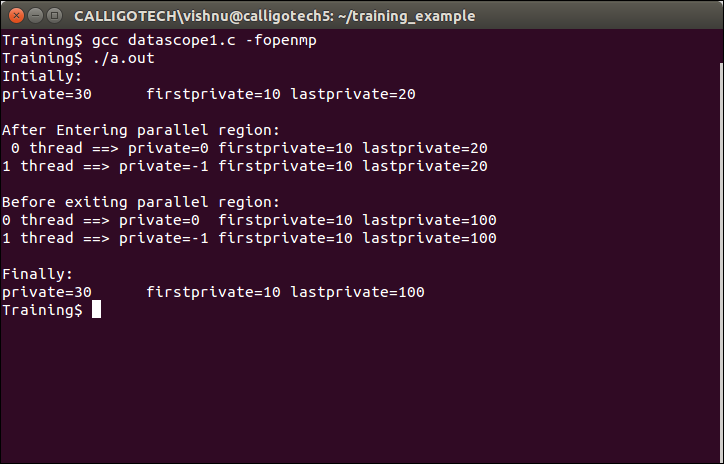 CALLIGOTECH\vishnu@calligotech5: ~/training_example
Training$ gcc datascope1.c -fopenmp
Training$ ./a.out
Intially:
private=30      firstprivate=10 lastprivate=20
After Entering parallel region:
 0 thread ==> private=0 firstprivate=10 lastprivate=20
1 thread ==> private=-1 firstprivate=10 lastprivate=20
Before exiting parallel region:
0 thread ==> private=0  firstprivate=10 lastprivate=100
1 thread ==> private=-1 firstprivate=10 lastprivate=100
Finally:
private=30      firstprivate=10 lastprivate=100
Training$